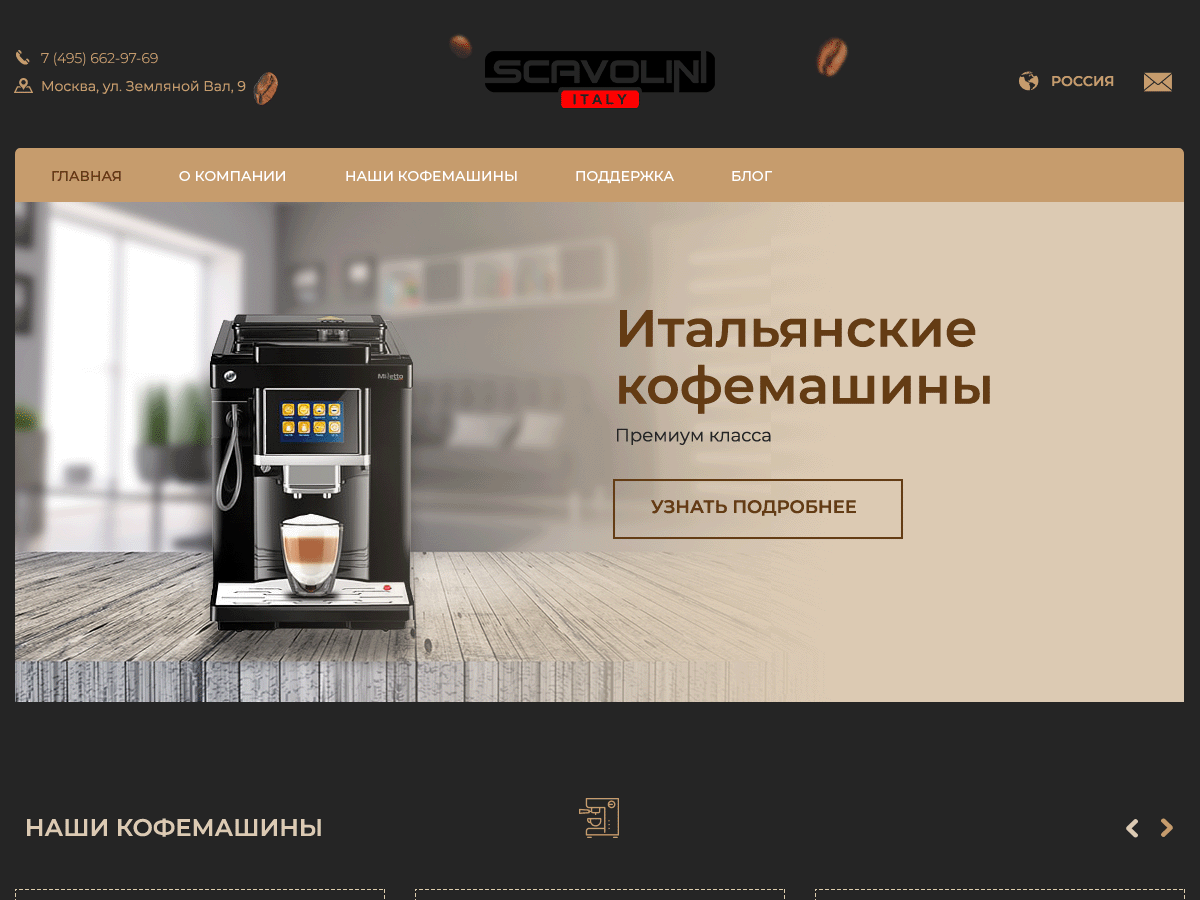 7 (495) 662-97-69
Москва, ул. Земляной Вал, 9
SCAVOLINI
ITALY
РОССИЯ
ГЛАВНАЯ
О КОМПАНИИ
НАШИ КОФЕМАШИНЫ
ПОДДЕРЖКА
БЛОГ
Итальянские
кофемашины
Премиум класса
УЗНАТЬ ПОДРОБНЕЕ
НАШИ КОФЕМАШИНЫ